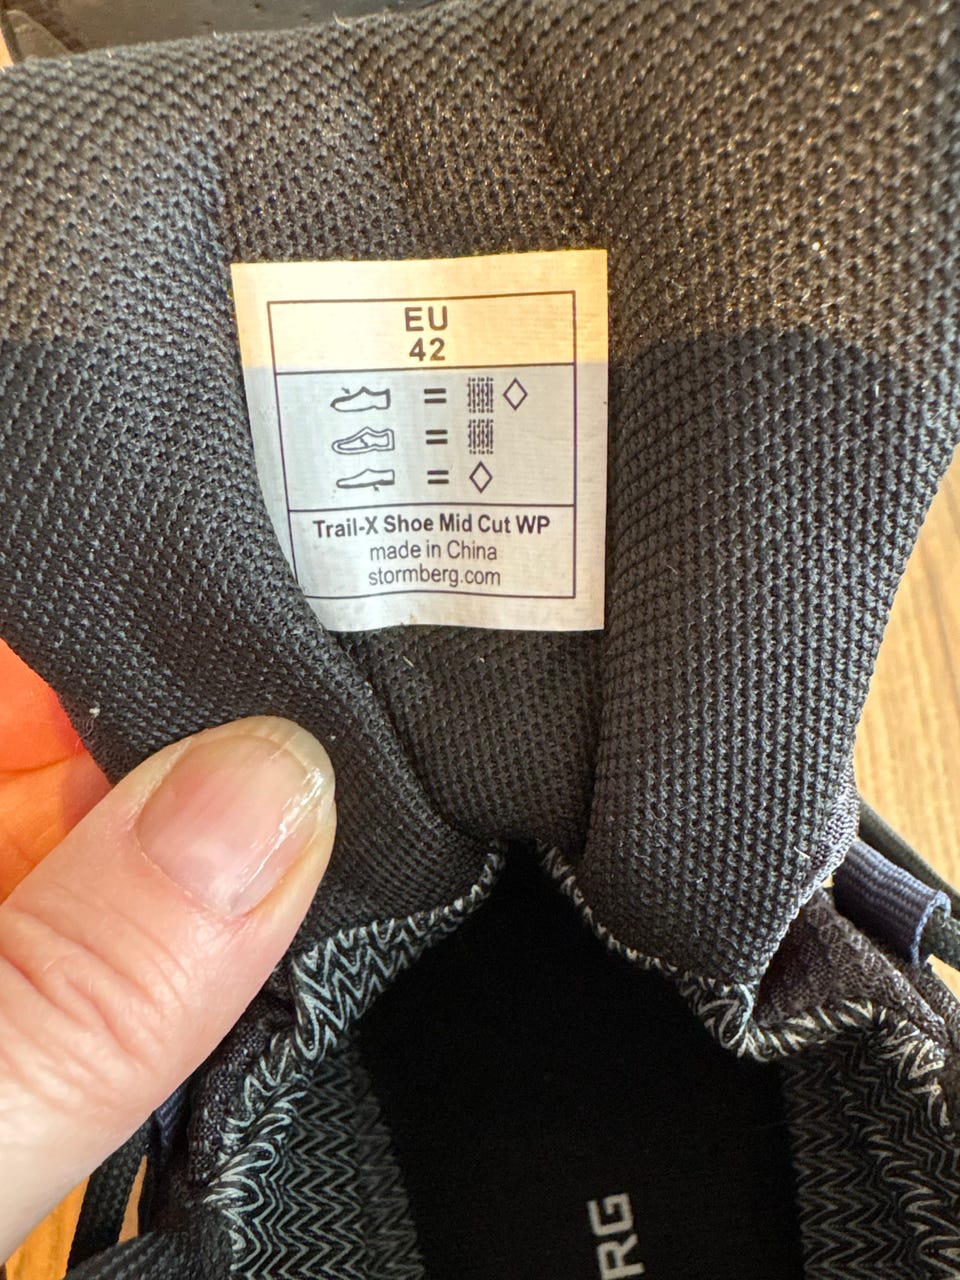 EU
42
=
=
=
Trail-X Shoe Mid Cut WP
made in China
stormberg.com
RG